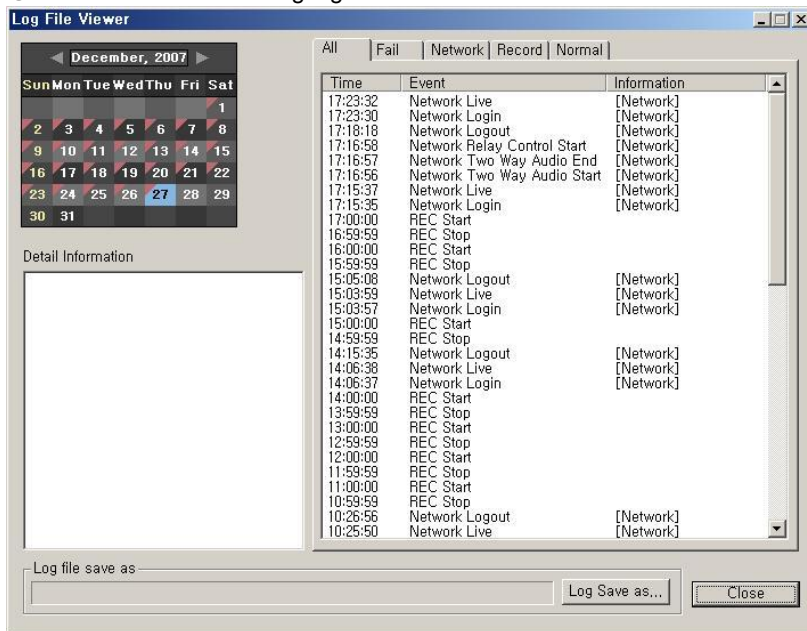 Log File Viewer
December, 2007
Sun Mon Tue Wed Thu Fri Sat
1
2 3 4 5 6 7 8
9 10 11 12 13 14 15
16 17 18 19 20 21 22
23 24 25 26 27 28 29
30 31
Detail Information
All Fail Network Record Normal
Time Event Information
17:23:32 Network Live [Network]
17:23:30 Network Login [Network]
17:18:18 Network Logout [Network]
17:16:58 Network Relay Control Start [Network]
17:16:57 Network Two Way Audio End [Network]
17:16:56 Network Two Way Audio Start [Network]
17:15:37 Network Live [Network]
17:15:35 Network Login [Network]
17:00:00 REC Start
16:59:59 REC Stop
16:00:00 REC Start
15:59:59 REC Stop
15:05:08 Network Logout [Network]
15:03:59 Network Live [Network]
15:03:57 Network Login [Network]
15:00:00 REC Start
14:59:59 REC Stop
14:15:35 Network Logout [Network]
14:06:38 Network Live [Network]
14:06:37 Network Login [Network]
14:00:00 REC Start
13:59:59 REC Stop
13:00:00 REC Start
12:59:59 REC Stop
12:00:00 REC Start
11:59:59 REC Stop
11:00:00 REC Start
10:59:59 REC Stop
10:26:56 Network Logout [Network]
10:25:50 Network Live [Network]
Log file save as
Log Save as...
Close